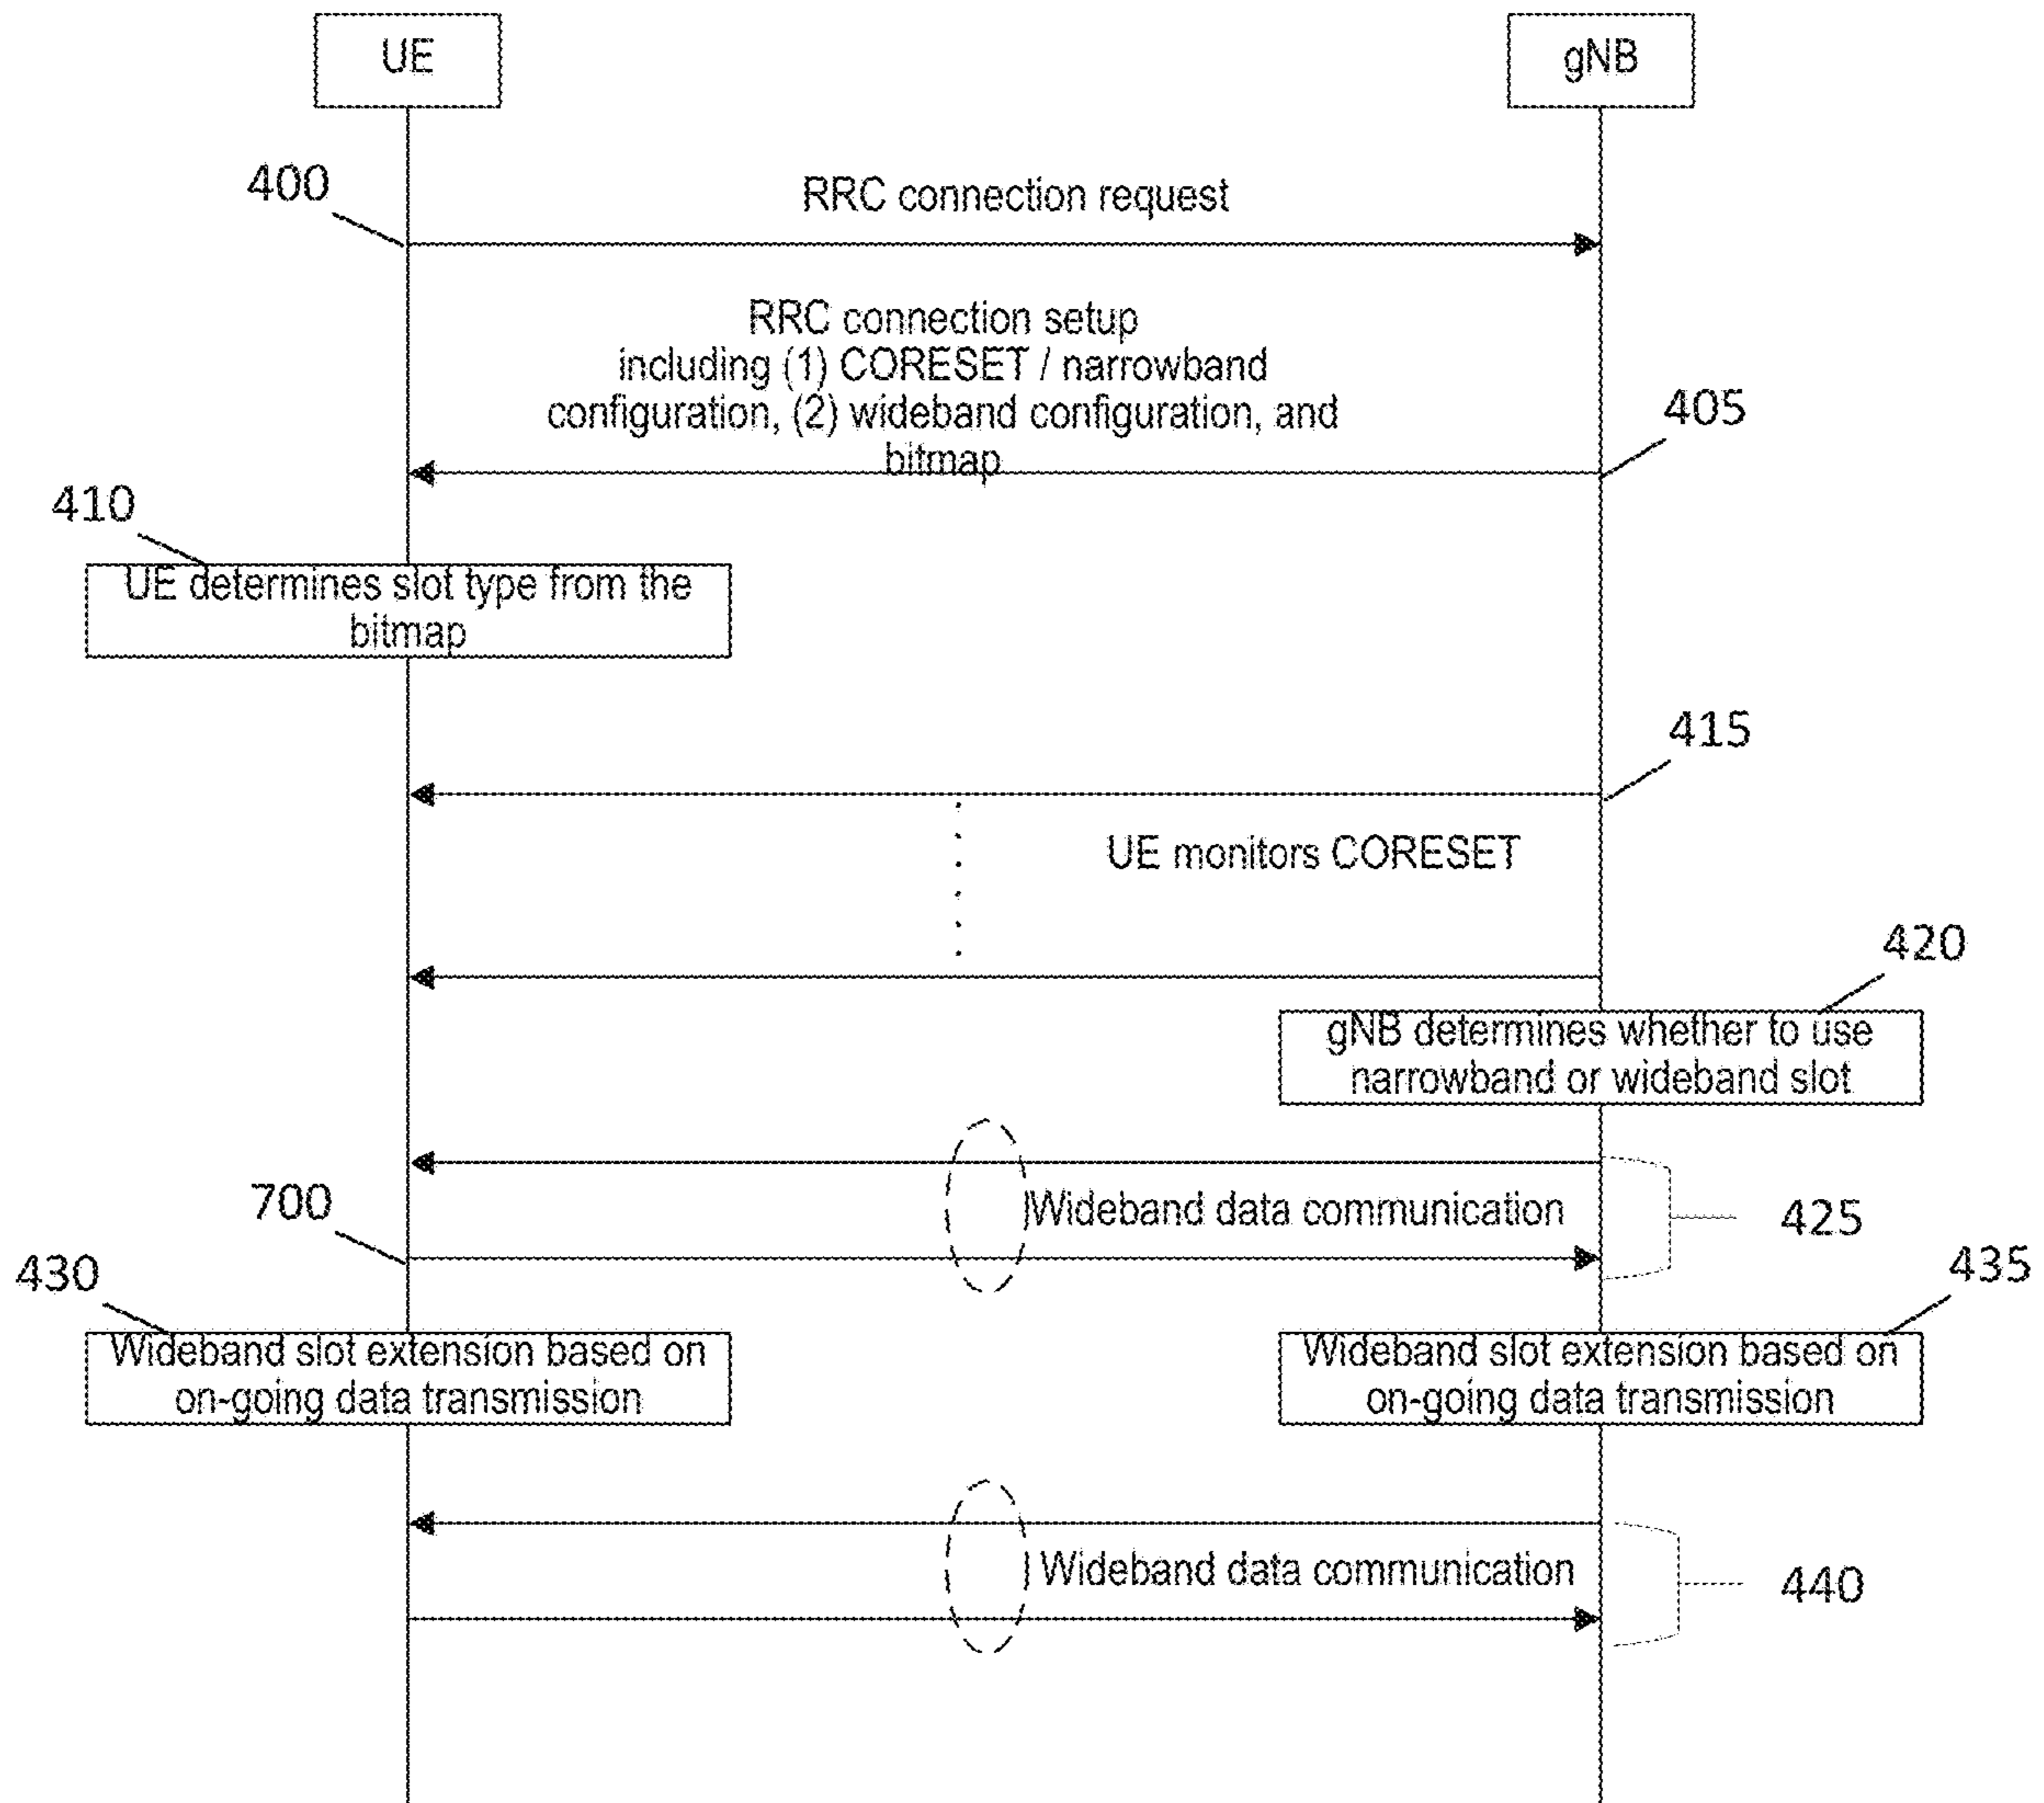 UE
gNB
400
RRC connection request
RRC connection setup
including (1) CORESET / narrowband
configuration, (2) wideband configuration, and
bitmap
405
410
UE determines slot type from the
bitmap
415
UE monitors CORESET
420
gNB determines whether to use
narrowband or wideband slot
700
Wideband data communication
425
430
435
Wideband slot extension based on
on-going data transmission
Wideband slot extension based on
on-going data transmission
Wideband data communication
440